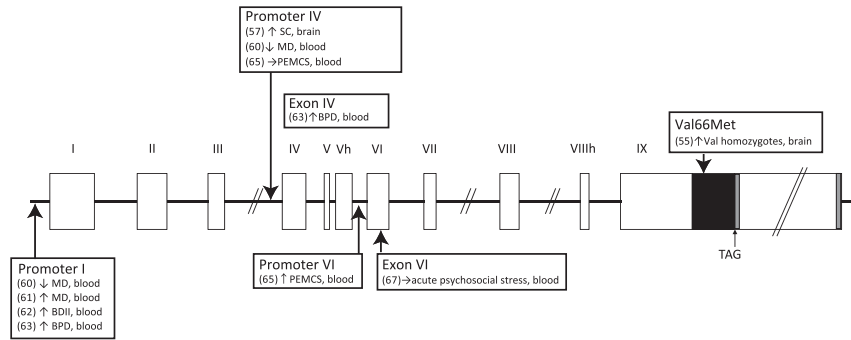 Promoter IV
(57) ↑ SC, brain
(60)↓ MD, blood
(65) →PEMCS, blood
Exon IV
(63)↑BPD, blood
Val66Met
(55)↑Val homozygotes, brain
I II III IV V Vh VI VII VIII VIIIh IX
TAG
Promoter I
(60) ↓ MD, blood
(61) ↑ MD, blood
(62) ↑ BDII, blood
(63) ↑ BPD, blood
Promoter VI
(65) ↑ PEMCS, blood
Exon VI
(67)→acute psychosocial stress, blood